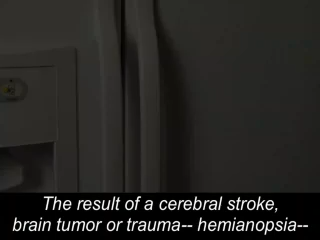 The result of a cerebral stroke,
brain tumor or trauma-- hemianopsia--